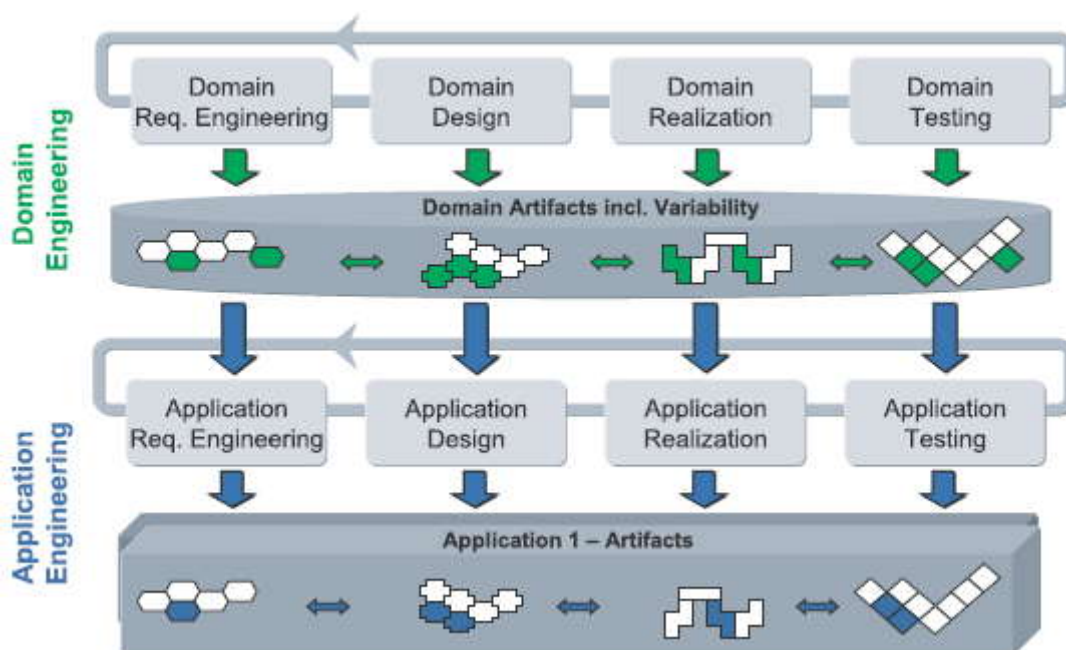 Domain
Engineering
Domain
Req. Engineering
Domain
Design
Domain
Realization
Domain
Testing
Domain Artifacts incl. Variability
Application
Engineering
Application
Req. Engineering
Application
Design
Application
Realization
Application
Testing
Application 1 – Artifacts